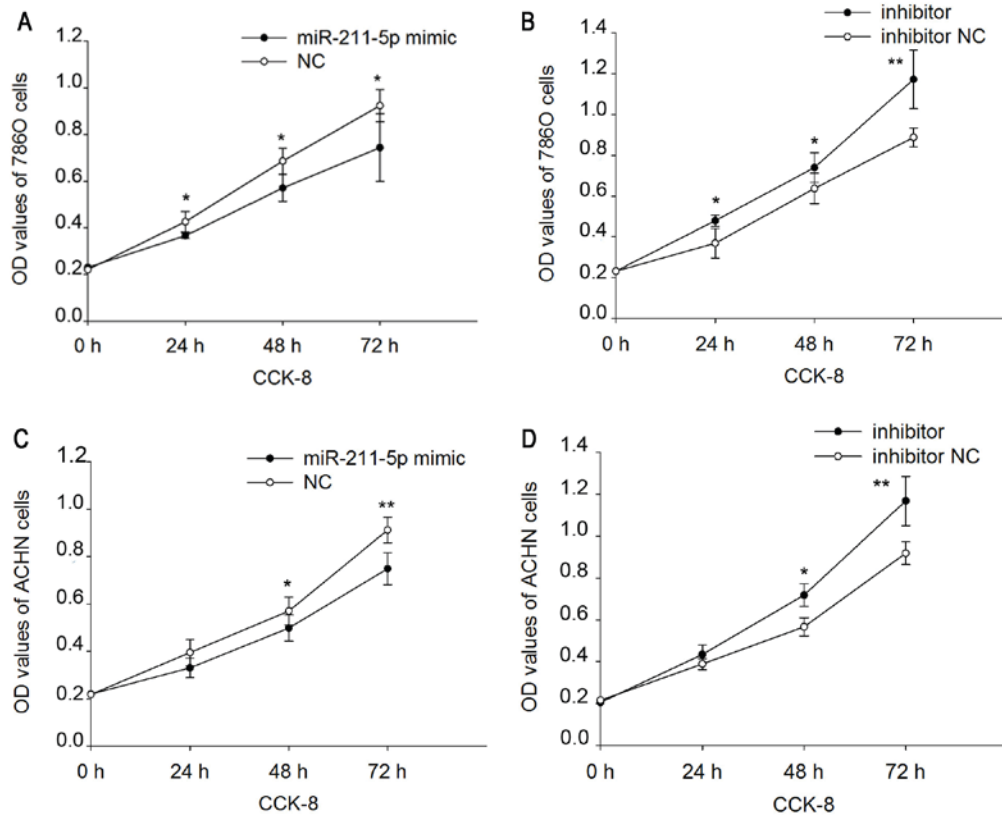 A
miR-211-5p mimic
NC
OD values of 786O cells
1.2
1.0
0.8
0.6
0.4
0.2
0.0
*
*
*
0 h 24 h 48 h 72 h
CCK-8
B
inhibitor
inhibitor NC
OD values of 786O cells
1.4
1.2
1.0
0.8
0.6
0.4
0.2
0.0
*
*
**
0 h 24 h 48 h 72 h
CCK-8
C
miR-211-5p mimic
NC
OD values of ACHN cells
1.2
1.0
0.8
0.6
0.4
0.2
0.0
*
**
0 h 24 h 48 h 72 h
CCK-8
D
inhibitor
inhibitor NC
OD values of ACHN cells
1.4
1.2
1.0
0.8
0.6
0.4
0.2
0.0
*
**
0 h 24 h 48 h 72 h
CCK-8